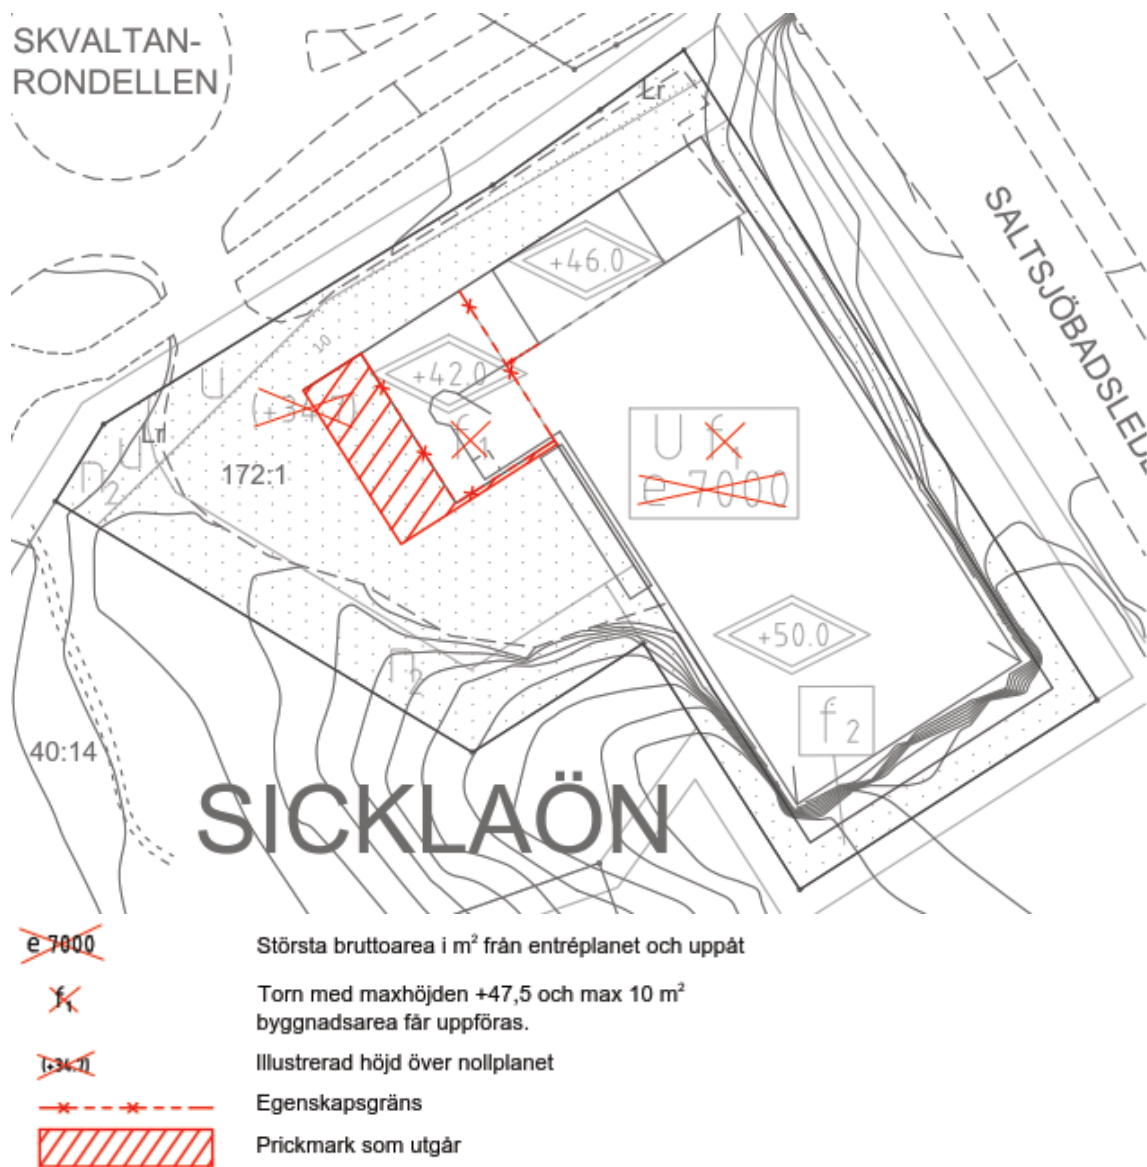 SKVALTAN-
RONDELLEN
Lr
SALTSJÖBADSLEDE
+46.0
10
+42.0
u
(+34.7)
f1
U f1
e 7000
Lr
u
n2
172:1
+50.0
n2
f2
40:14
SICKLAÖN
e 7000 Största bruttoarea i m² från entréplanet och uppåt
f1 Torn med maxhöjden +47,5 och max 10 m²
byggnadsarea får uppföras.
(+34.7) Illustrerad höjd över nollplanet
Egenskapsgräns
Prickmark som utgår